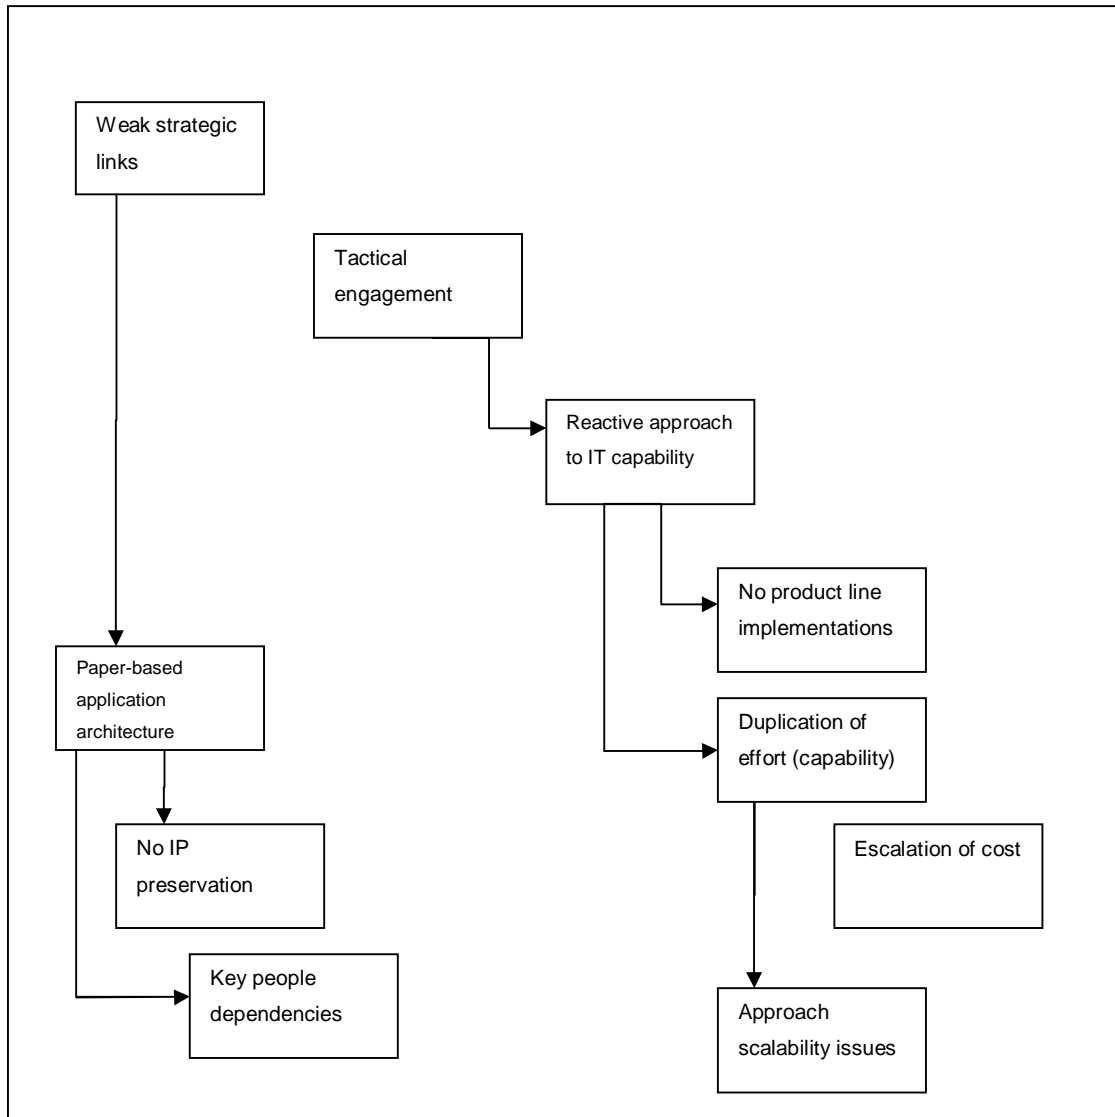 Weak strategic
links
Tactical
engagement
Reactive approach
to IT capability
No product line
implementations
Paper-based
application
architecture
Duplication of
effort (capability)
No IP
preservation
Escalation of cost
Key people
dependencies
Approach
scalability issues